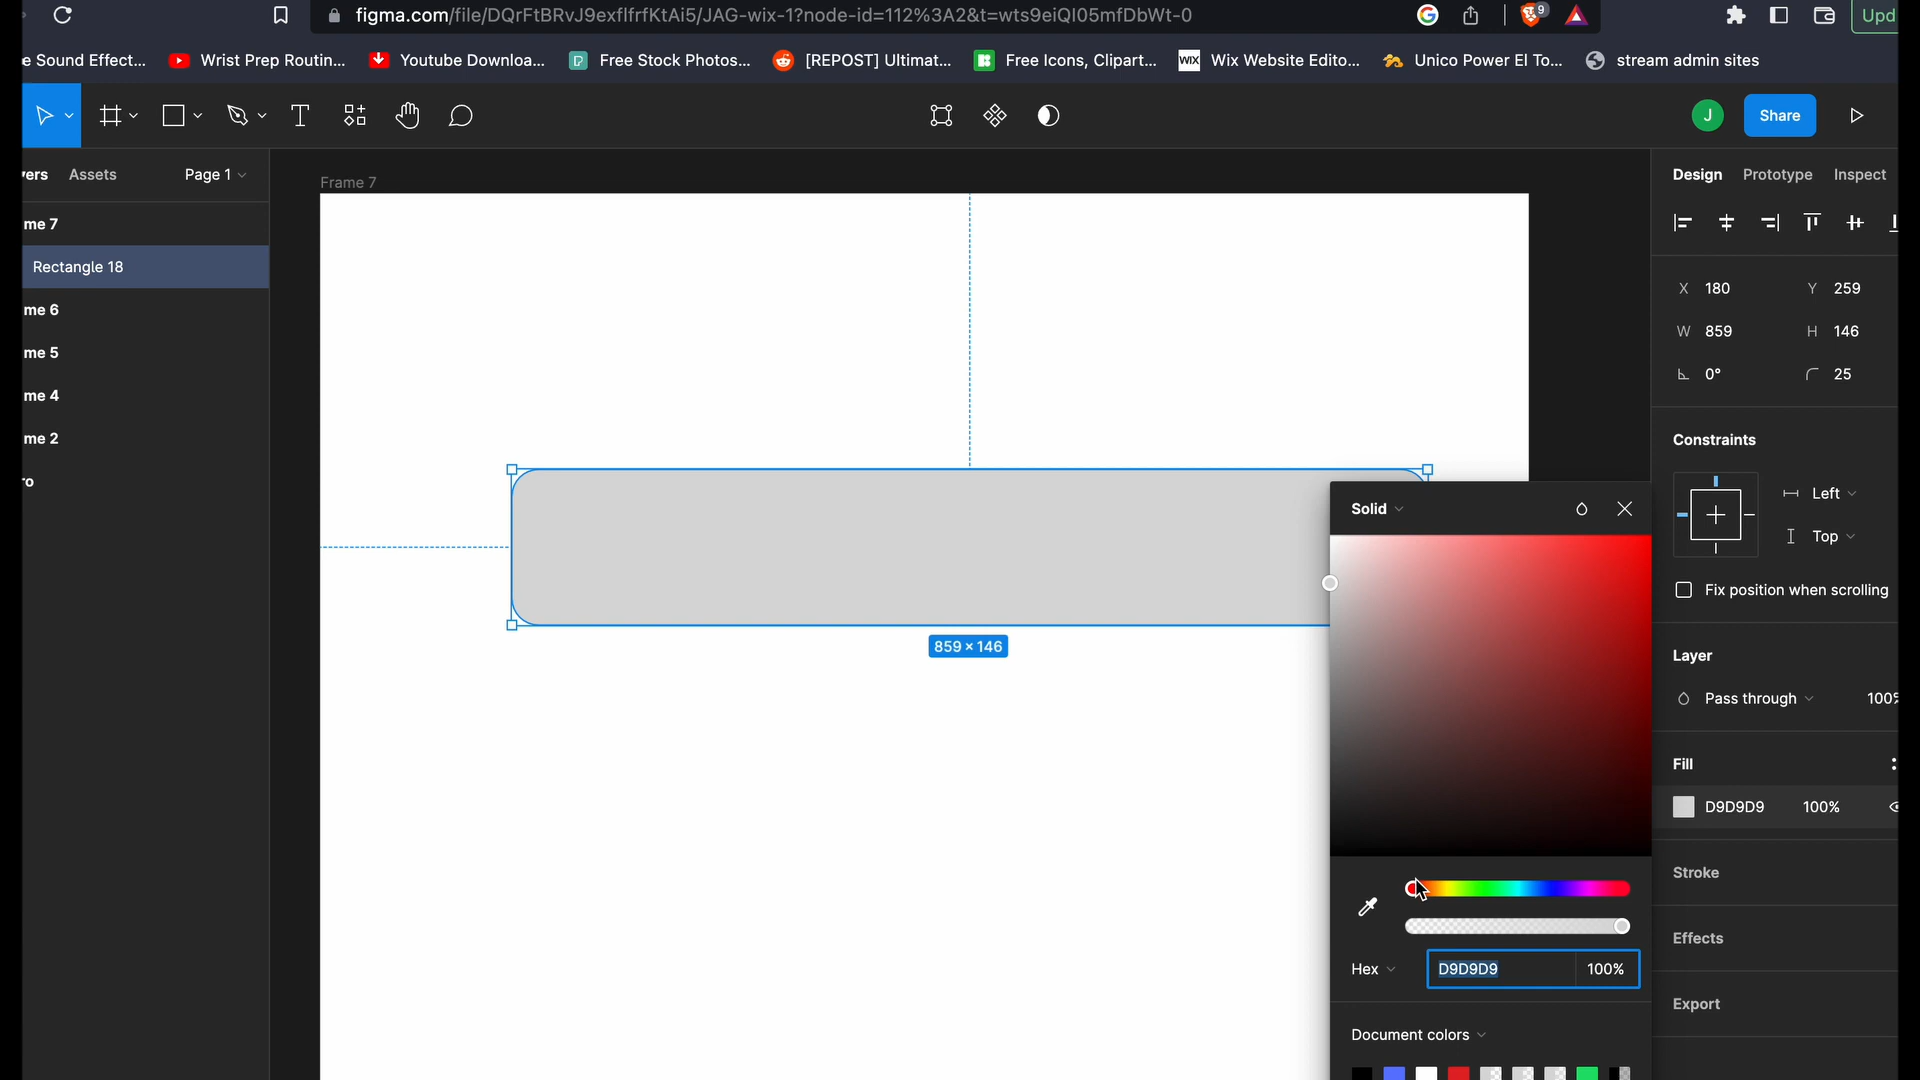 figma.com/file/DQrFtBRvJ9exflfrfKtAi5/JAG-wix-1?node-id=112%3A2&t=wts9eiQI05mfDbWt-0
9
Upd
e Sound Effect...
Wrist Prep Routin...
Youtube Downloa...
Free Stock Photos...
[REPOST] Ultimat...
Free Icons, Clipart...
WIX
Wix Website Edito...
Unico Power El To...
stream admin sites
J
Share
yers
Assets
Page 1
Frame 7
Design
Prototype
Inspect
me 7
Rectangle 18
me 6
me 5
me 4
me 2
ro
859 × 146
X 180
Y 259
W 859
H 146
0°
25
Constraints
Left
Top
Fix position when scrolling
Layer
Pass through
100%
Fill
D9D9D9
100%
Stroke
Effects
Export
Solid
Hex
D9D9D9
100%
Document colors